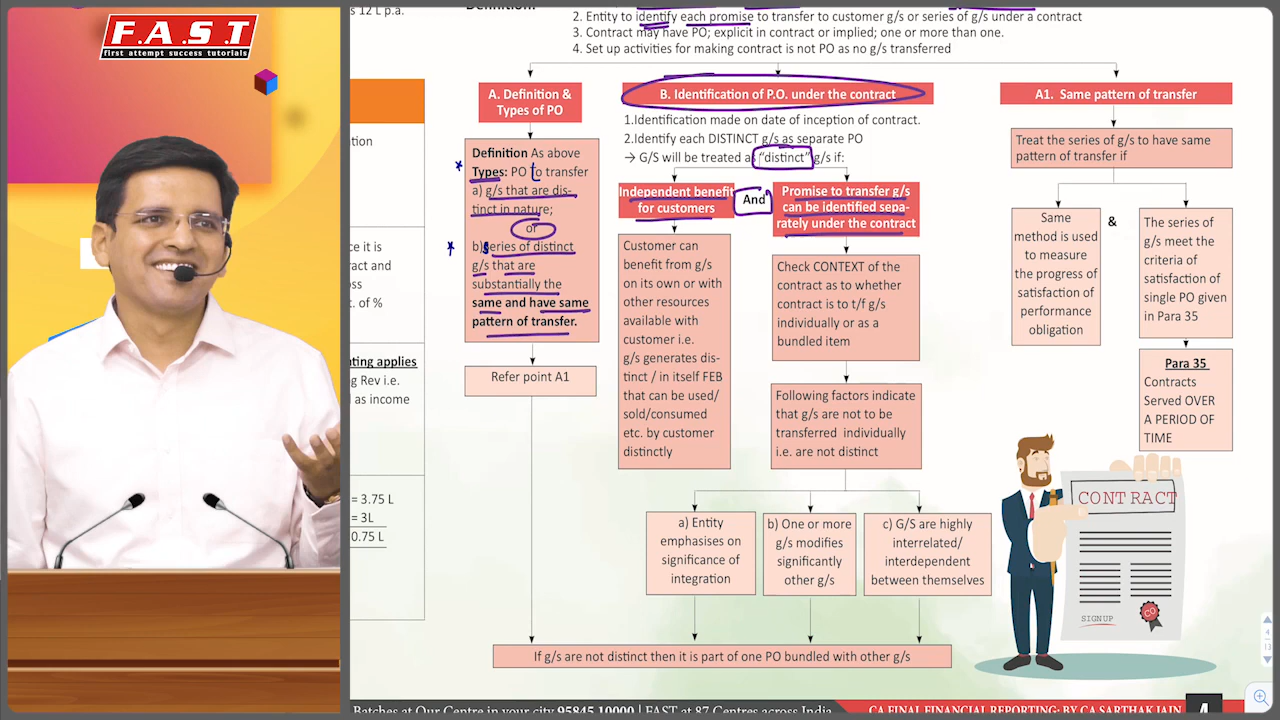 s 12 L p.a.
F.A.S.T
first attempt success tutorials
ition
ce it is
ract and
oss
t. of %
nting applies
g Rev i.e.
l as income
= 3.75 L
= 3L
0.75 L
2. Entity to identify each promise to transfer to customer g/s or series of g/s under a contract
3. Contract may have PO; explicit in contract or implied; one or more than one.
4. Set up activities for making contract is not PO as no g/s transferred
A. Definition &
Types of PO
Definition As above
Types: PO to transfer
a) g/s that are dis-
tinct in nature;
or
b) series of distinct
g/s that are
substantially the
same and have same
pattern of transfer.
Refer point A1
B. Identification of P.O. under the contract
1.Identification made on date of inception of contract.
2.Identify each DISTINCT g/s as separate PO
→ G/S will be treated as "distinct" g/s if:
Independent benefit
for customers
And
Promise to transfer g/s
can be identified sepa-
rately under the contract
Customer can
benefit from g/s
on its own or with
other resources
available with
customer i.e.
g/s generates dis-
tinct / in itself FEB
that can be used/
sold/consumed
etc. by customer
distinctly
Check CONTEXT of the
contract as to whether
contract is to t/f g/s
individually or as a
bundled item
Following factors indicate
that g/s are not to be
transferred individually
i.e. are not distinct
a) Entity
emphasises on
significance of
integration
b) One or more
g/s modifies
significantly
other g/s
c) G/S are highly
interrelated/
interdependent
between themselves
If g/s are not distinct then it is part of one PO bundled with other g/s
A1. Same pattern of transfer
Treat the series of g/s to have same
pattern of transfer if
Same
method is used
to measure
the progress of
satisfaction of
performance
obligation
&
The series of
g/s meet the
criteria of
satisfaction of
single PO given
in Para 35
Para 35
Contracts
Served OVER
A PERIOD OF
TIME
CONTRACT
SIGN UP
CO
4
13
Batches at Our Centre in your city 95845 10000 | FAST at 87 Centres across India
CA FINAL FINANCIAL REPORTING: BY CA SARTHAK JAIN
4